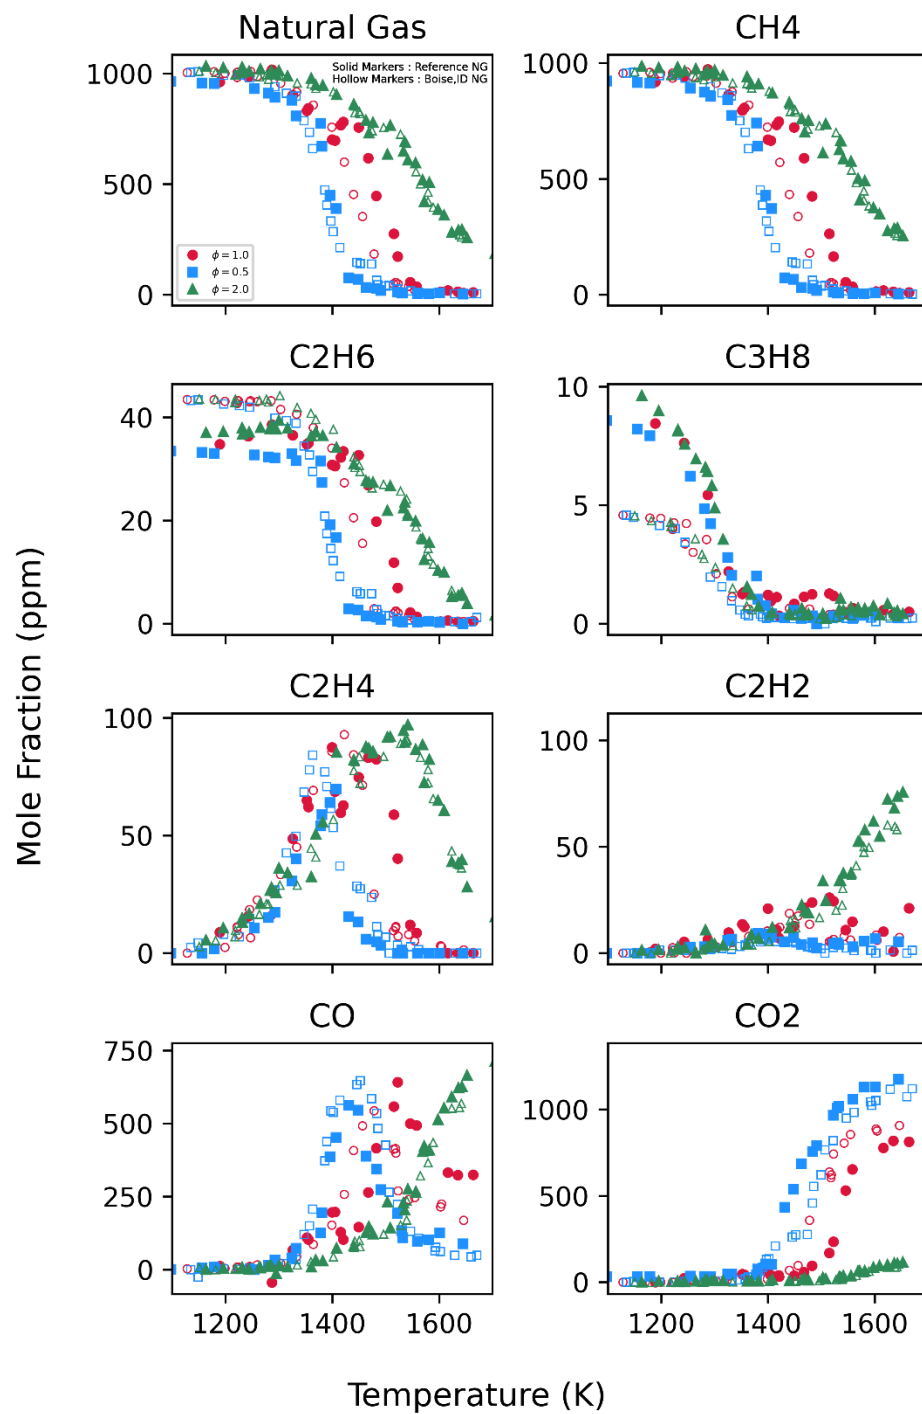 Natural Gas
CH4
Solid Markers : Reference NG
Hollow Markers : Boise,ID NG
1000
500
0
ϕ = 1.0
ϕ = 0.5
ϕ = 2.0
1000
500
0
C2H6
C3H8
40
20
0
10
5
0
Mole Fraction (ppm)
C2H4
C2H2
100
50
0
100
50
0
CO
CO2
750
500
250
0
1000
500
0
1200
1400
1600
1200
1400
1600
Temperature (K)